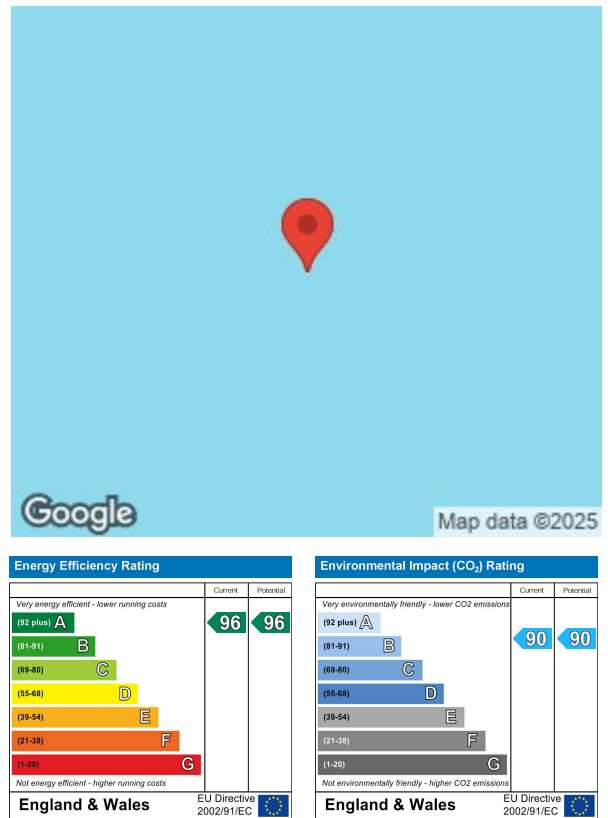 Google
Map data ©2025
Energy Efficiency Rating
Current Potential
Very energy efficient - lower running costs
(92 plus) A
96 96
(81-91) B
(69-80) C
(55-68) D
(39-54) E
(21-38) F
(1-20) G
Not energy efficient - higher running costs
England & Wales
EU Directive
2002/91/EC
Environmental Impact (CO₂) Rating
Current Potential
Very environmentally friendly - lower CO2 emissions
(92 plus) A
(81-91) B
90 90
(69-80) C
(55-68) D
(39-54) E
(21-38) F
(1-20) G
Not environmentally friendly - higher CO2 emissions
England & Wales
EU Directive
2002/91/EC